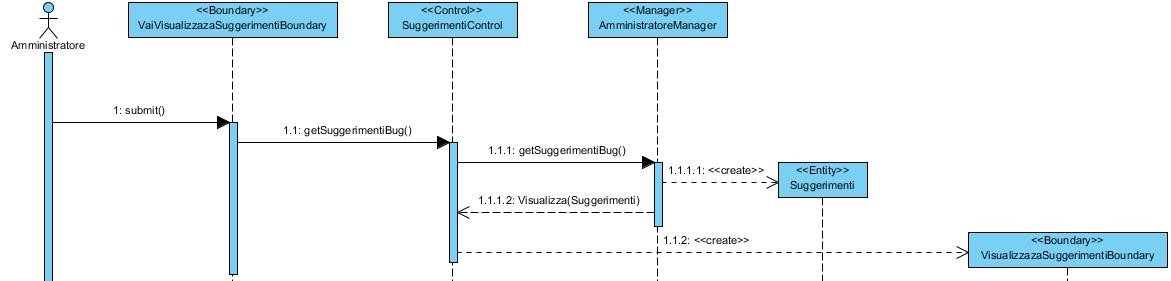 Amministratore
<<Boundary>>
VaiVisualizzazaSuggerimentiBoundary
<<Control>>
SuggerimentiControl
<<Manager>>
AmministratoreManager
1: submit()
1.1: getSuggerimentiBug()
1.1.1: getSuggerimentiBug()
1.1.1.1: <<create>>
<<Entity>>
Suggerimenti
1.1.1.2: Visualizza(Suggerimenti)
1.1.2: <<create>>
<<Boundary>>
VisualizzazaSuggerimentiBoundary